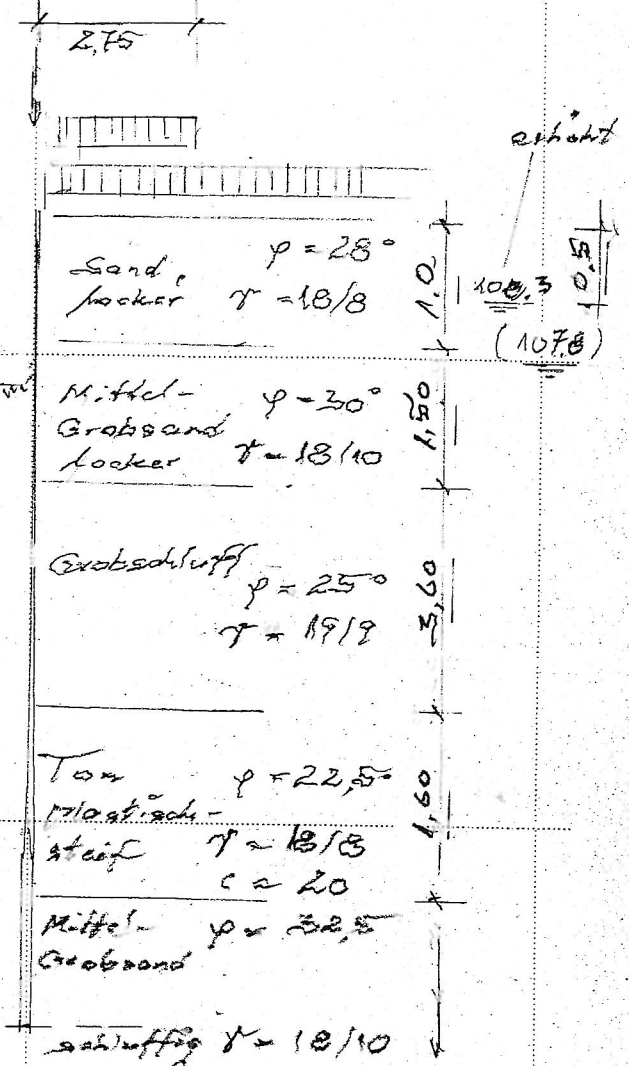 2,75
erhöht
Sand, φ = 28°
locker γ = 18/8
1.0
108.3
0.5
(107.8)
Mittel- φ = 30°
Grobsand
locker γ = 18/10
1,50
Grobschluff
φ = 25°
γ = 19/9
3,60
Ton φ = 22,5°
plastisch-
steif γ = 18/8
c = 20
1,60
Mittel- φ = 32,5
Grobsand
schluffig γ = 18/10